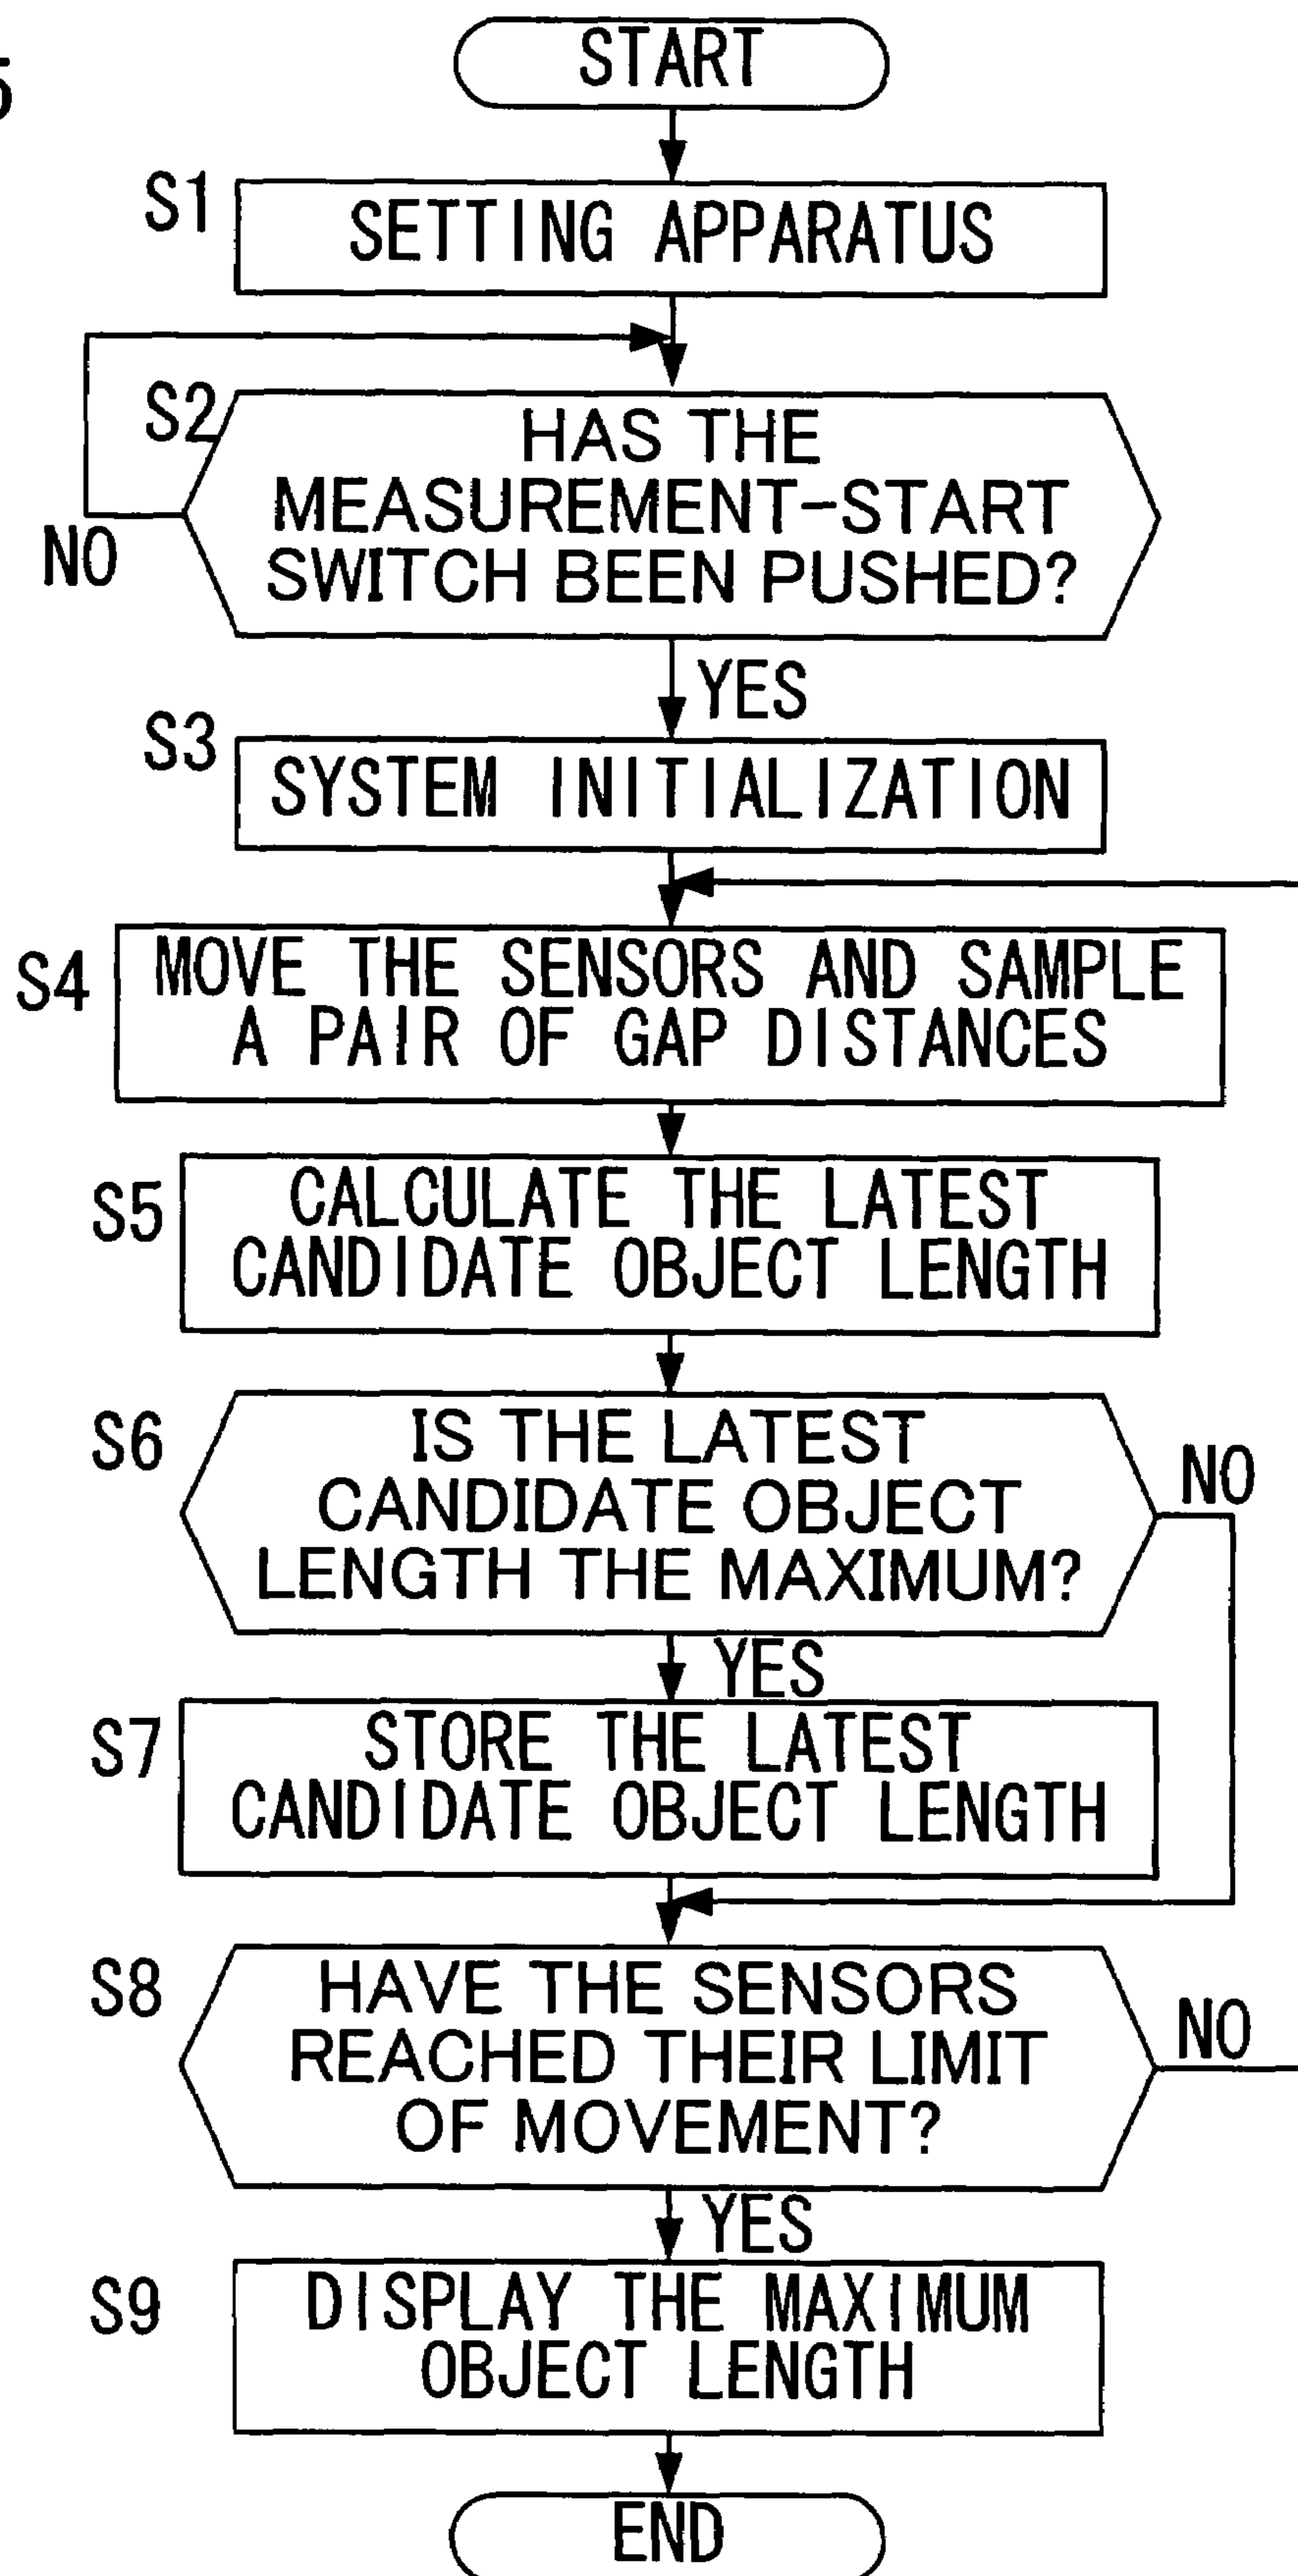 5
START
S1
SETTING APPARATUS
S2
HAS THE
MEASUREMENT-START
SWITCH BEEN PUSHED?
NO
YES
S3
SYSTEM INITIALIZATION
S4
MOVE THE SENSORS AND SAMPLE
A PAIR OF GAP DISTANCES
S5
CALCULATE THE LATEST
CANDIDATE OBJECT LENGTH
S6
IS THE LATEST
CANDIDATE OBJECT
LENGTH THE MAXIMUM?
NO
YES
S7
STORE THE LATEST
CANDIDATE OBJECT LENGTH
S8
HAVE THE SENSORS
REACHED THEIR LIMIT
OF MOVEMENT?
NO
YES
S9
DISPLAY THE MAXIMUM
OBJECT LENGTH
END